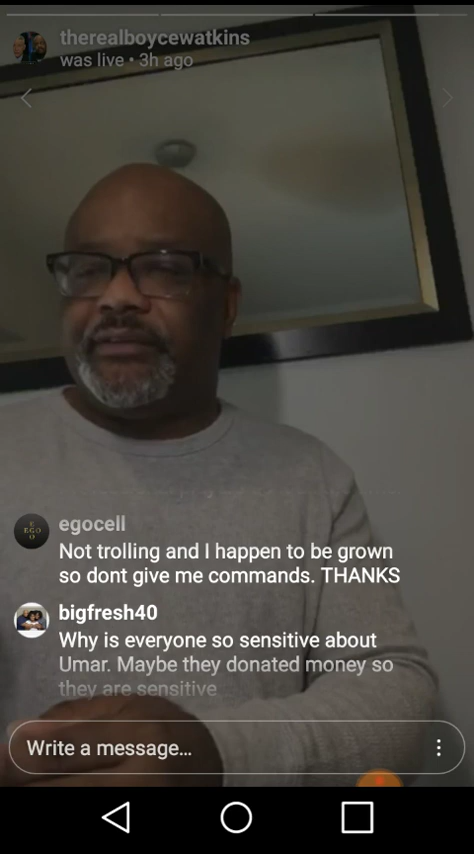 therealboycewatkins
was live • 3h ago
E
EGO
O
egocell
Not trolling and I happen to be grown
so dont give me commands. THANKS
bigfresh40
Why is everyone so sensitive about
Umar. Maybe they donated money so
they are sensitive
Write a message...